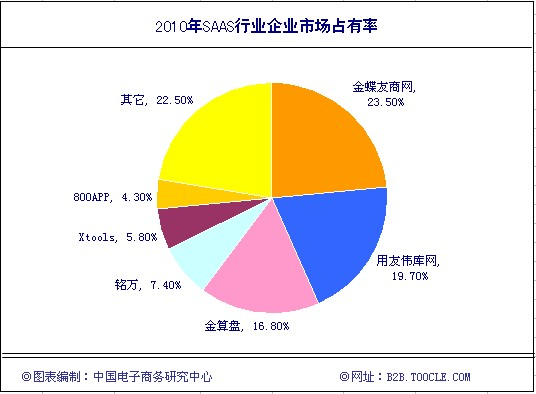 2010年SAAS行业企业市场占有率
金蝶友商网,
23.50%
其它, 22.50%
800APP, 4.30%
Xtools, 5.80%
用友伟库网,
19.70%
铭万, 7.40%
金算盘, 16.80%
◎图表编制：中国电子商务研究中心
◎网址：B2B.TOOCLE.COM